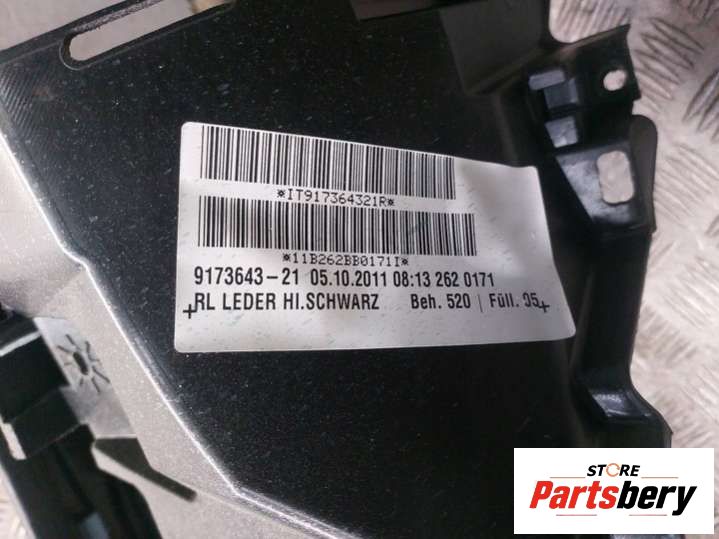 *IT917364321R*
*11B262BB0171I*
9173643-21 05.10.2011 08:13 262 0171
RL LEDER HI.SCHWARZ Beh. 520 | Füll. 05
STORE
Partsbery